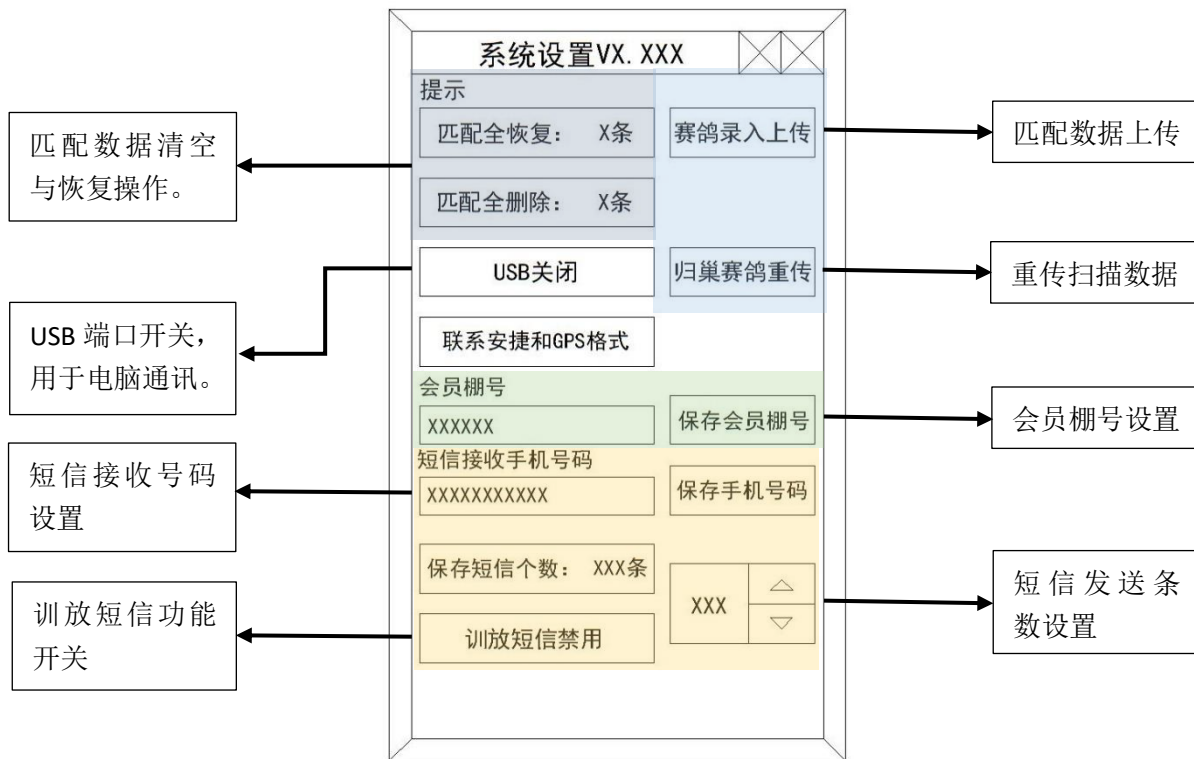 系统设置VX.XXX
提示
匹配全恢复： X条
赛鸽录入上传
匹配全删除： X条
USB关闭
归巢赛鸽重传
联系安捷和GPS格式
会员棚号
XXXXXX
保存会员棚号
短信接收手机号码
XXXXXXXXXXX
保存手机号码
保存短信个数： XXX条
XXX
训放短信禁用
匹配数据清空
与恢复操作。
USB 端口开关，
用于电脑通讯。
短信接收号码
设置
训放短信功能
开关
匹配数据上传
重传扫描数据
会员棚号设置
短信发送条
数设置